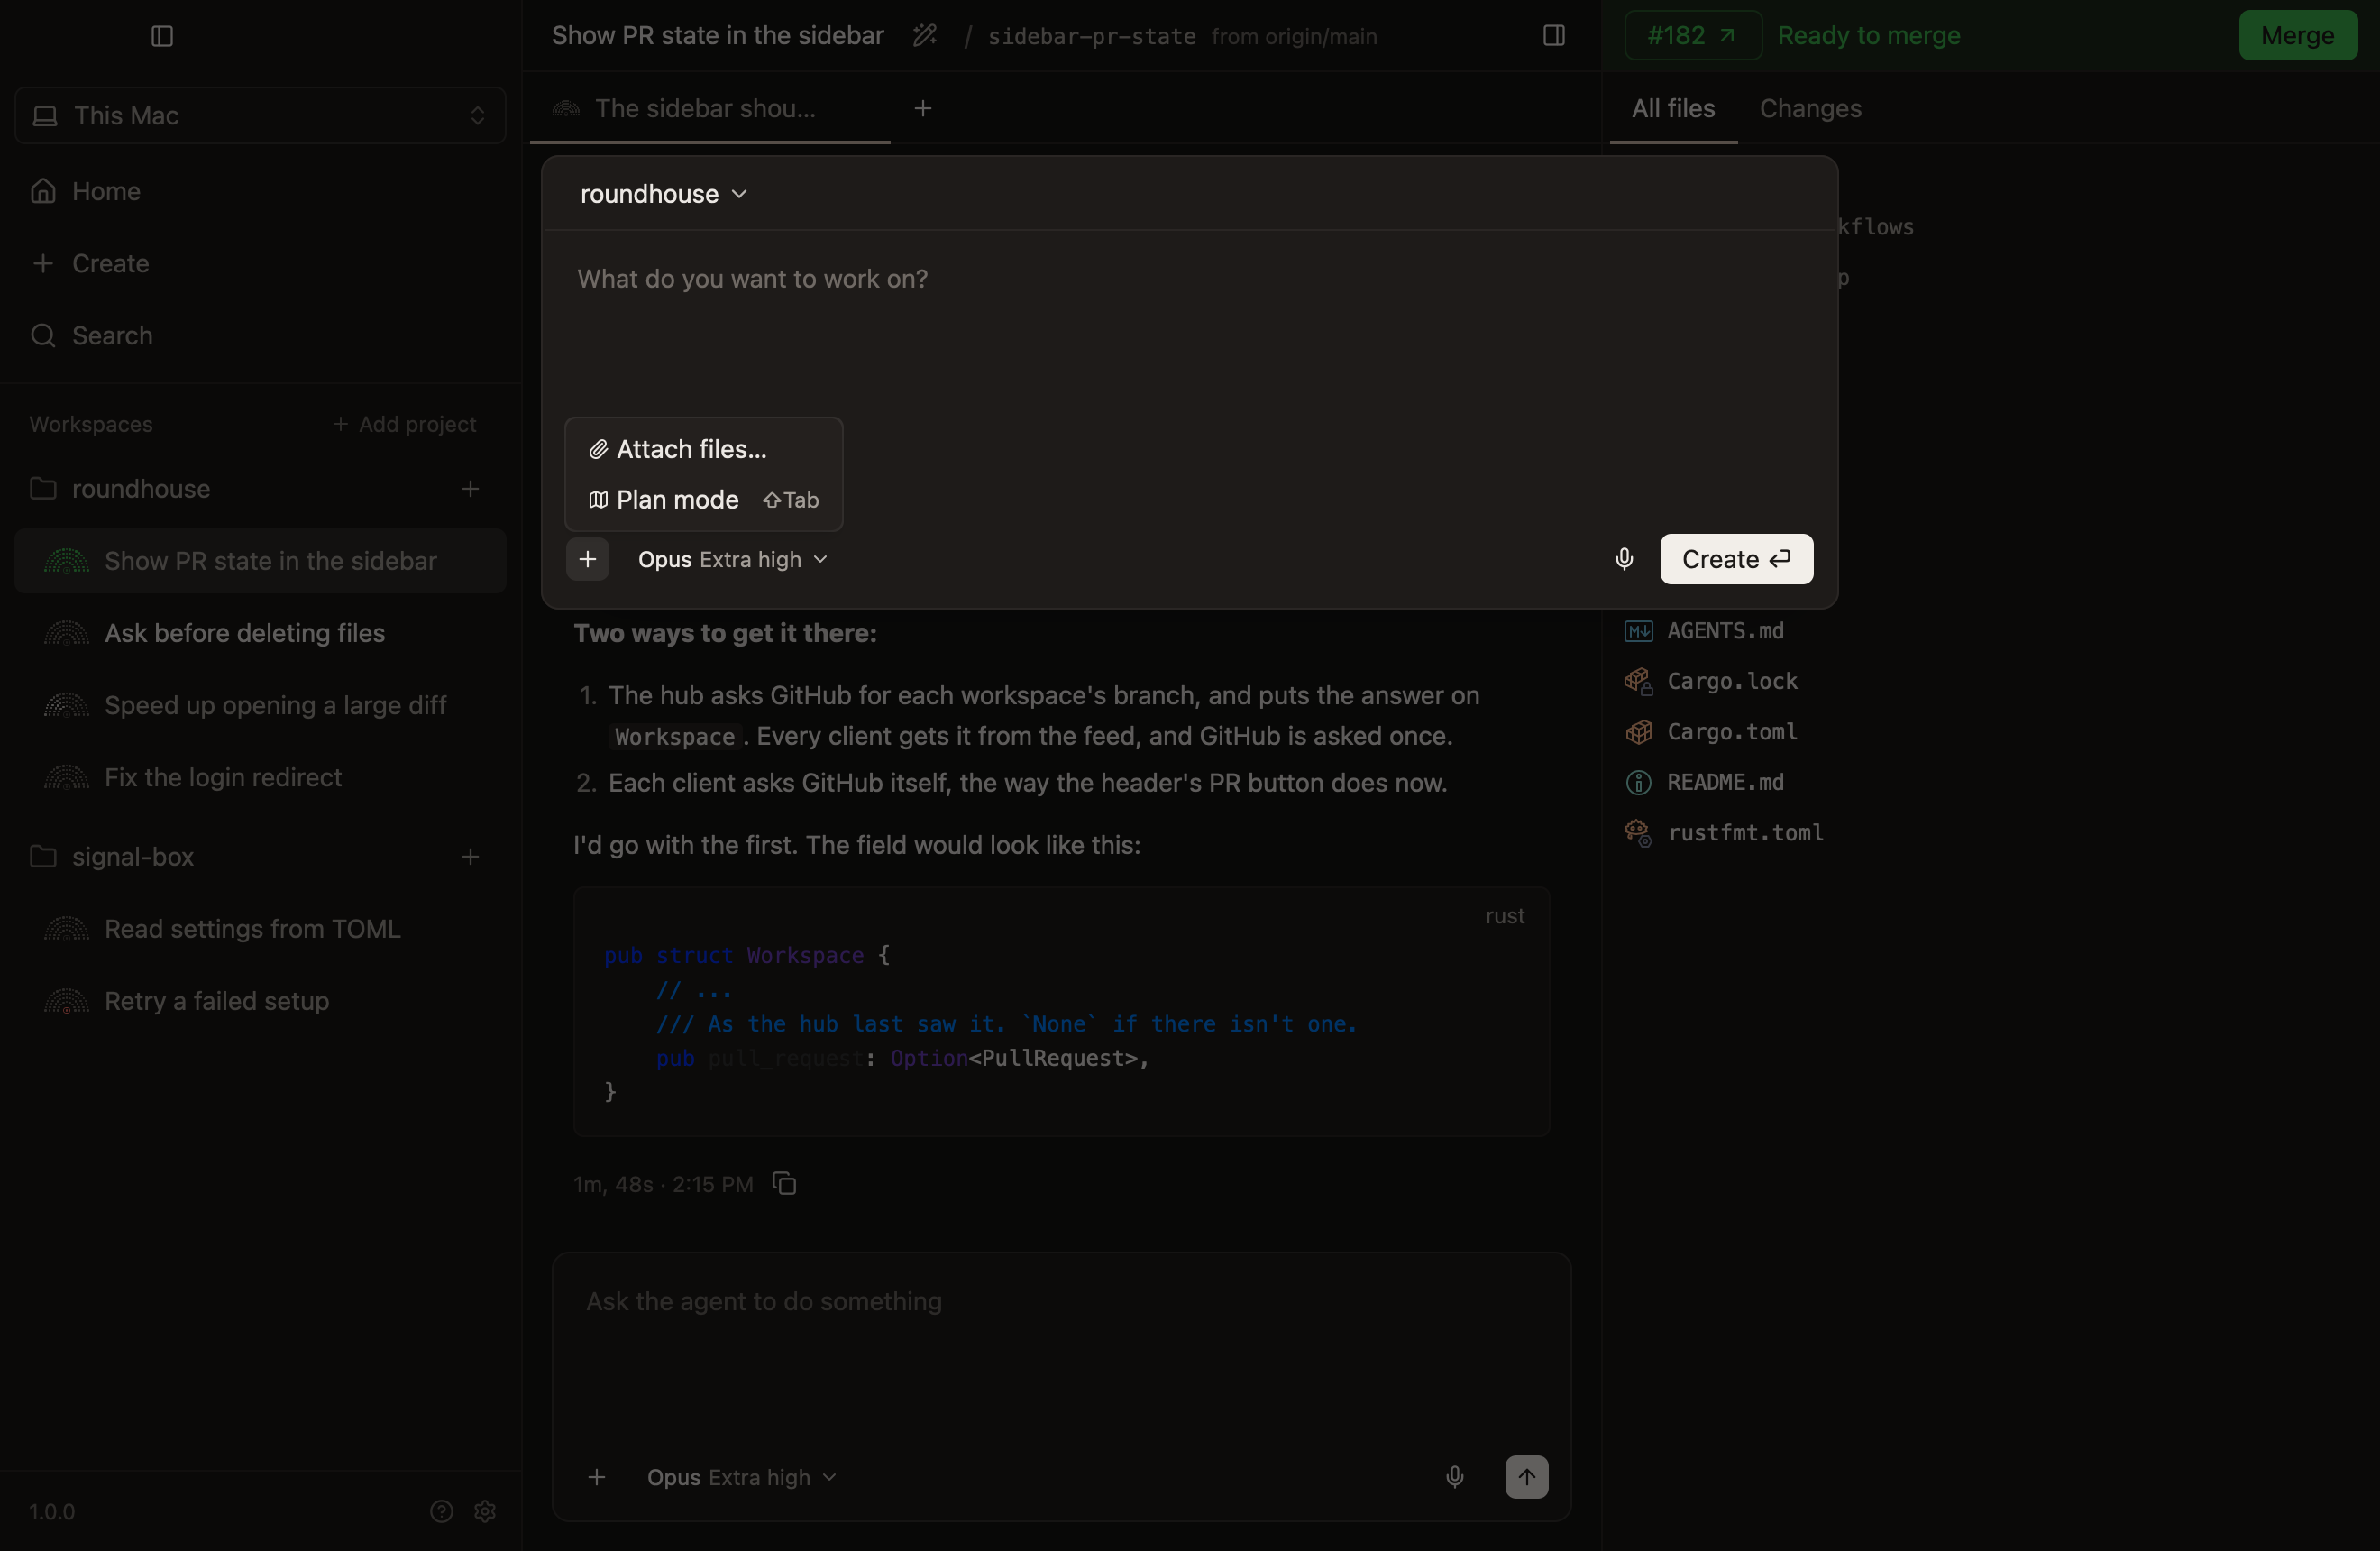 Show PR state in the sidebar / sidebar-pr-state from origin/main
#182 Ready to merge
Merge
This Mac
Home
Create
Search
Workspaces
Add project
roundhouse
Show PR state in the sidebar
Ask before deleting files
Speed up opening a large diff
Fix the login redirect
signal-box
Read settings from TOML
Retry a failed setup
1.0.0
The sidebar shou...
roundhouse
What do you want to work on?
Attach files...
Plan mode ⇧Tab
Opus Extra high
Create
Two ways to get it there:
1. The hub asks GitHub for each workspace's branch, and puts the answer on
Workspace. Every client gets it from the feed, and GitHub is asked once.
2. Each client asks GitHub itself, the way the header's PR button does now.
I'd go with the first. The field would look like this:
rust
pub struct Workspace {
// ...
/// As the hub last saw it. `None` if there isn't one.
pub pull_request: Option<PullRequest>,
}
1m, 48s · 2:15 PM
Ask the agent to do something
Opus Extra high
All files
Changes
kflows
p
AGENTS.md
Cargo.lock
Cargo.toml
README.md
rustfmt.toml